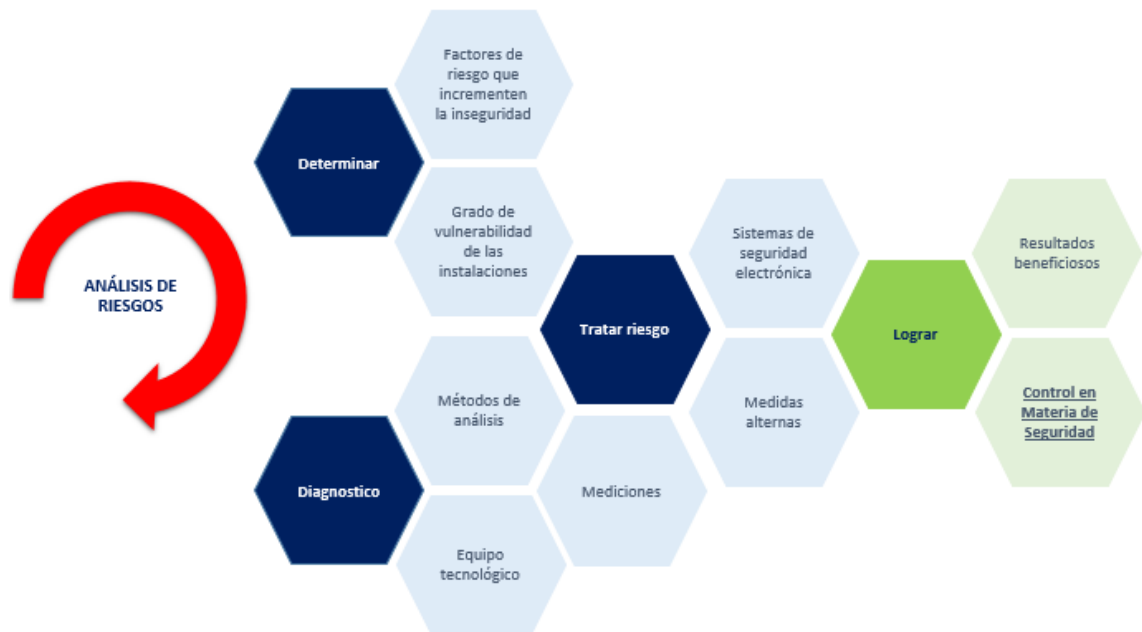 Factores de
riesgo que
incrementen
la inseguridad
Determinar
Grado de
vulnerabilidad
de las
instalaciones
ANÁLISIS DE
RIESGOS
Sistemas de
seguridad
electrónica
Resultados
beneficiosos
Tratar riesgo
Lograr
Métodos de
análisis
Medidas
alternas
Control en
Materia de
Seguridad
Diagnostico
Mediciones
Equipo
tecnológico